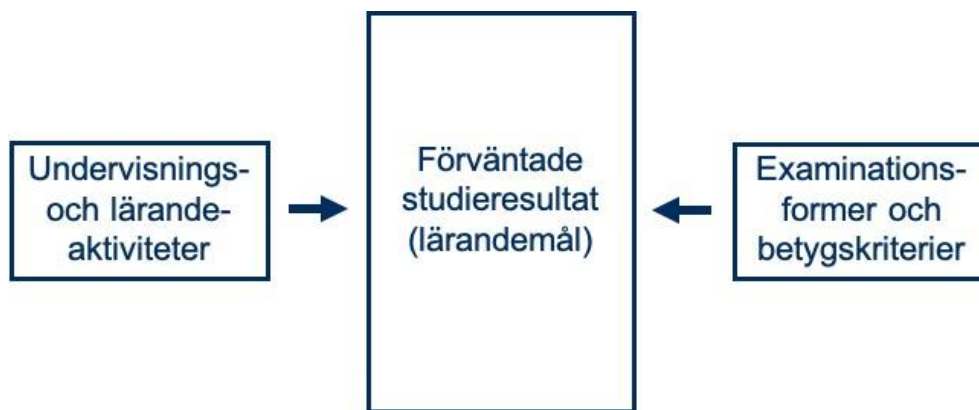 Undervisnings-
och lärande-
aktiviteter
Förväntade
studieresultat
(lärandemål)
Examinations-
former och
betygskriterier